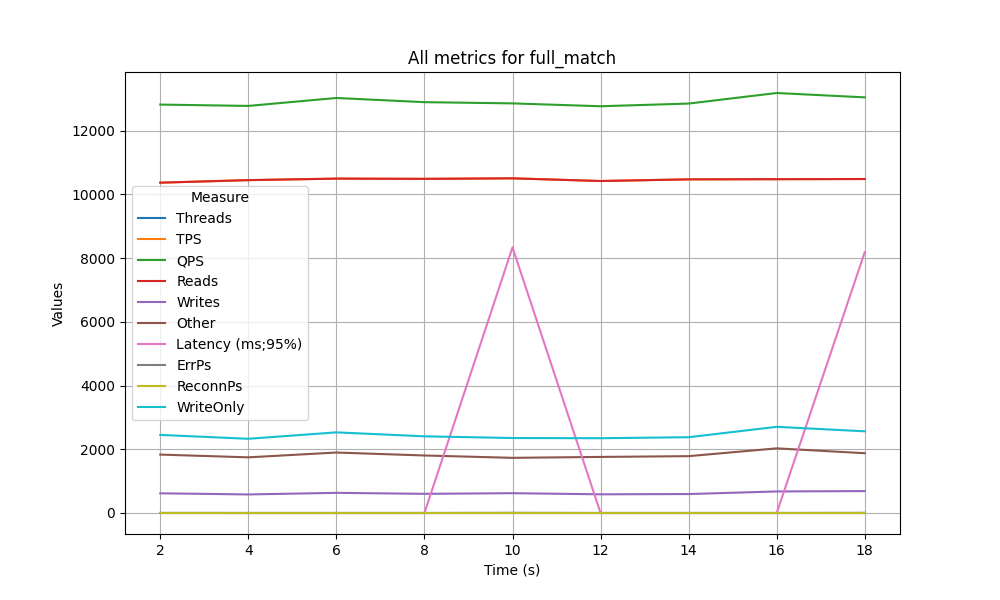 All metrics for full_match
Values
12000
10000
8000
6000
4000
2000
0
Measure
Threads
TPS
QPS
Reads
Writes
Other
Latency (ms;95%)
ErrPs
ReconnPs
WriteOnly
2 4 6 8 10 12 14 16 18
Time (s)